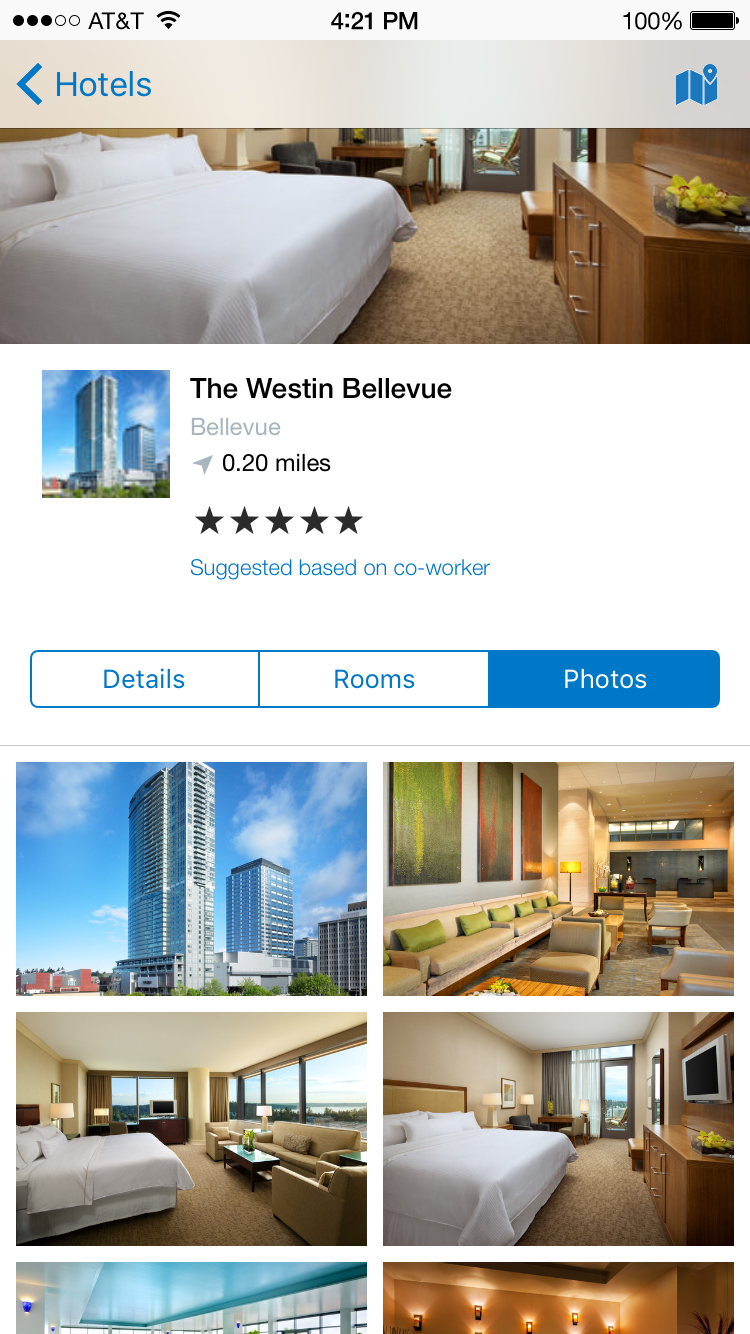 AT&T 4:21 PM 100%
Hotels
The Westin Bellevue
Bellevue
0.20 miles
★★★★★
Suggested based on co-worker
Details Rooms Photos